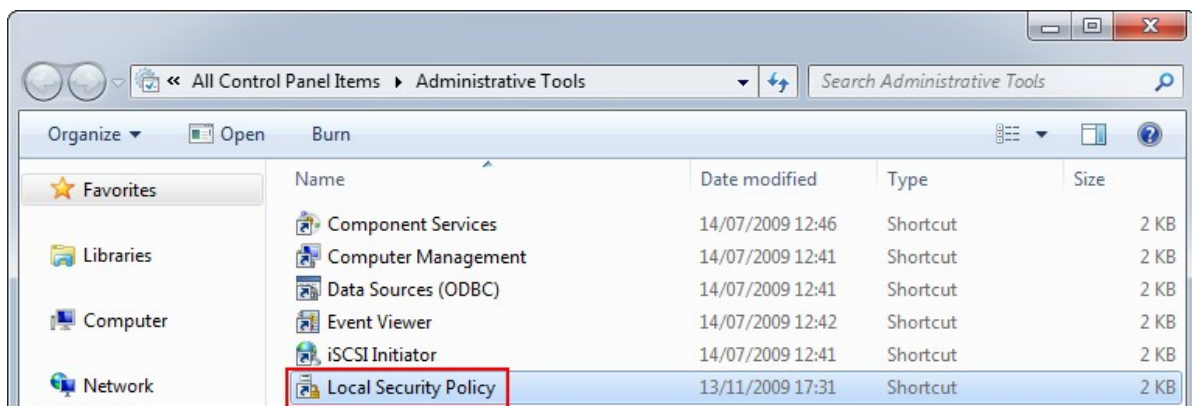 « All Control Panel Items ▸ Administrative Tools Search Administrative Tools
Organize Open Burn
Favorites
Libraries
Computer
Network
Name Date modified Type Size
Component Services 14/07/2009 12:46 Shortcut 2 KB
Computer Management 14/07/2009 12:41 Shortcut 2 KB
Data Sources (ODBC) 14/07/2009 12:41 Shortcut 2 KB
Event Viewer 14/07/2009 12:42 Shortcut 2 KB
iSCSI Initiator 14/07/2009 12:41 Shortcut 2 KB
Local Security Policy 13/11/2009 17:31 Shortcut 2 KB